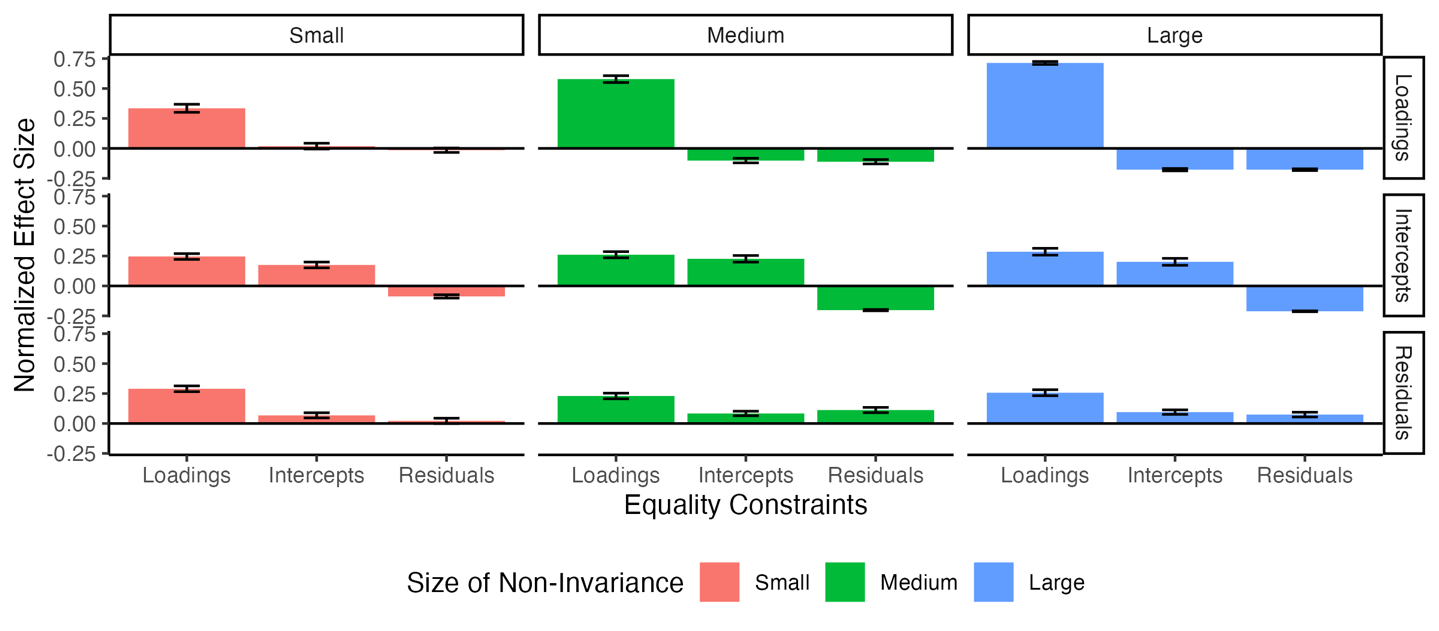 Small Medium Large
Normalized Effect Size
0.75
0.50
0.25
0.00
-0.25
Loadings
0.75
0.50
0.25
0.00
-0.25
Intercepts
0.75
0.50
0.25
0.00
-0.25
Residuals
Loadings Intercepts Residuals Loadings Intercepts Residuals Loadings Intercepts Residuals
Equality Constraints
Size of Non-Invariance Small Medium Large